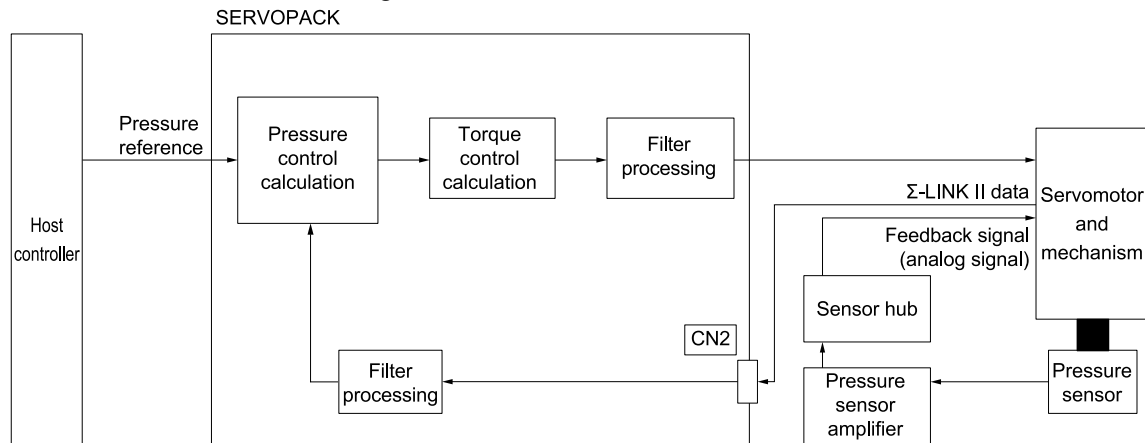 SERVOPACK
Pressure
reference
Pressure
control
calculation
Torque
control
calculation
Filter
processing
Host
controller
Σ-LINK II data
Feedback signal
(analog signal)
Servomotor
and
mechanism
Sensor hub
CN2
Filter
processing
Pressure
sensor
amplifier
Pressure
sensor